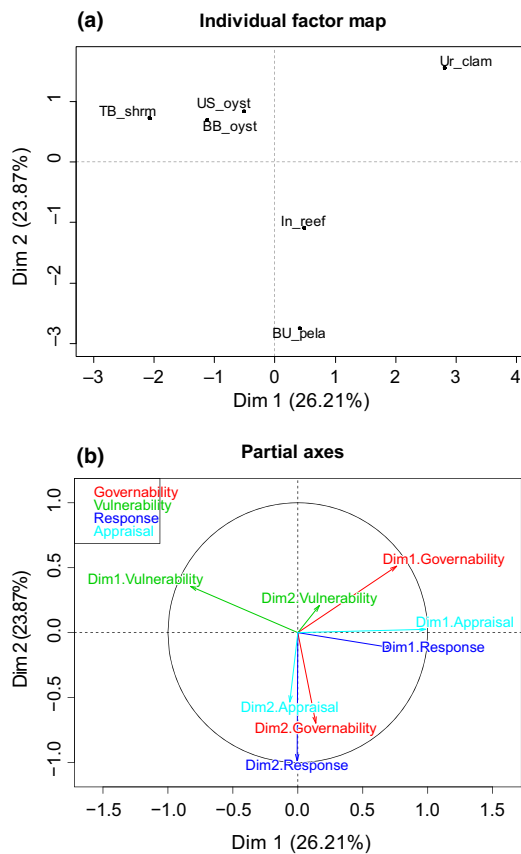 (a)
Individual factor map
Ur_clam
TB_shrm
US_oyst
BB_oyst
In_reef
BU_pela
1
0
−1
−2
−3
Dim 2 (23.87%)
−3 −2 −1 0 1 2 3 4
Dim 1 (26.21%)
(b)
Partial axes
Governability
Vulnerability
Response
Appraisal
Dim1.Governability
Dim1.Vulnerability
Dim2.Vulnerability
Dim1.Appraisal
Dim1.Response
Dim2.Appraisal
Dim2.Governability
Dim2.Response
1.0
0.5
0.0
−0.5
−1.0
Dim 2 (23.87%)
−1.5 −1.0 −0.5 0.0 0.5 1.0 1.5
Dim 1 (26.21%)